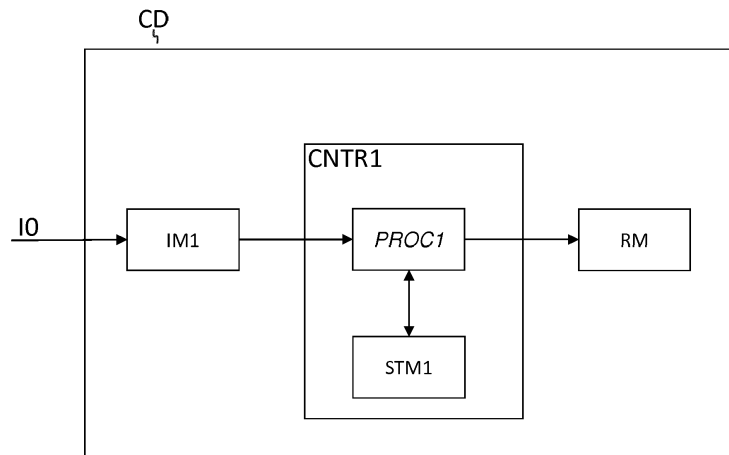 CD
CNTR1
I0
IM1
PROC1
RM
STM1